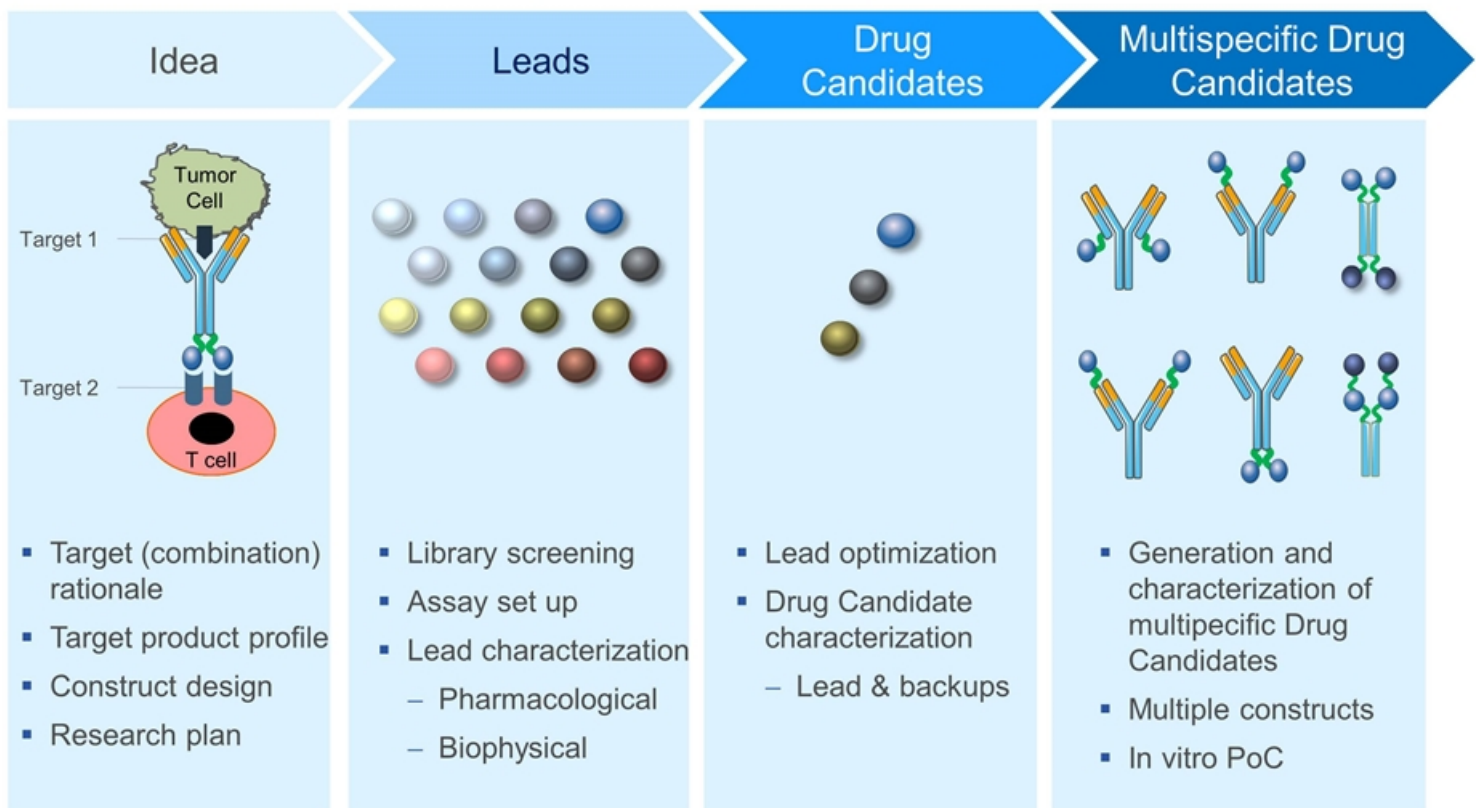 Idea
Leads
Drug
Candidates
Multispecific Drug
Candidates
Tumor
Cell
Target 1
Target 2
T cell
▪ Target (combination)
rationale
▪ Target product profile
▪ Construct design
▪ Research plan
▪ Library screening
▪ Assay set up
▪ Lead characterization
– Pharmacological
– Biophysical
▪ Lead optimization
▪ Drug Candidate
characterization
– Lead & backups
▪ Generation and
characterization of
multipecific Drug
Candidates
▪ Multiple constructs
▪ In vitro PoC